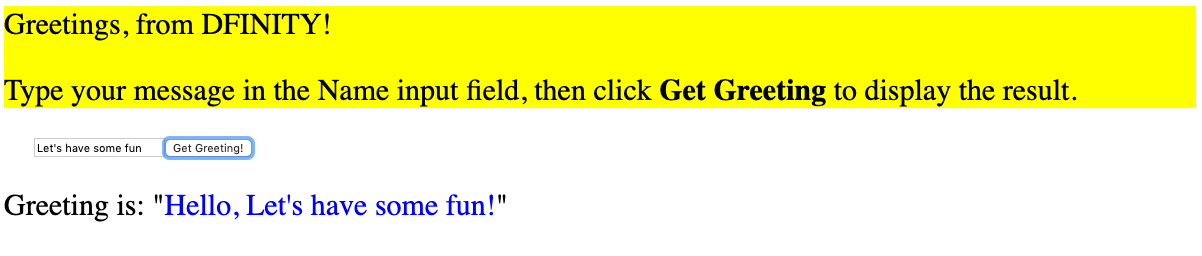 Greetings, from DFINITY!
Type your message in the Name input field, then click Get Greeting to display the result.
Let's have some fun Get Greeting!
Greeting is: "Hello, Let's have some fun!"